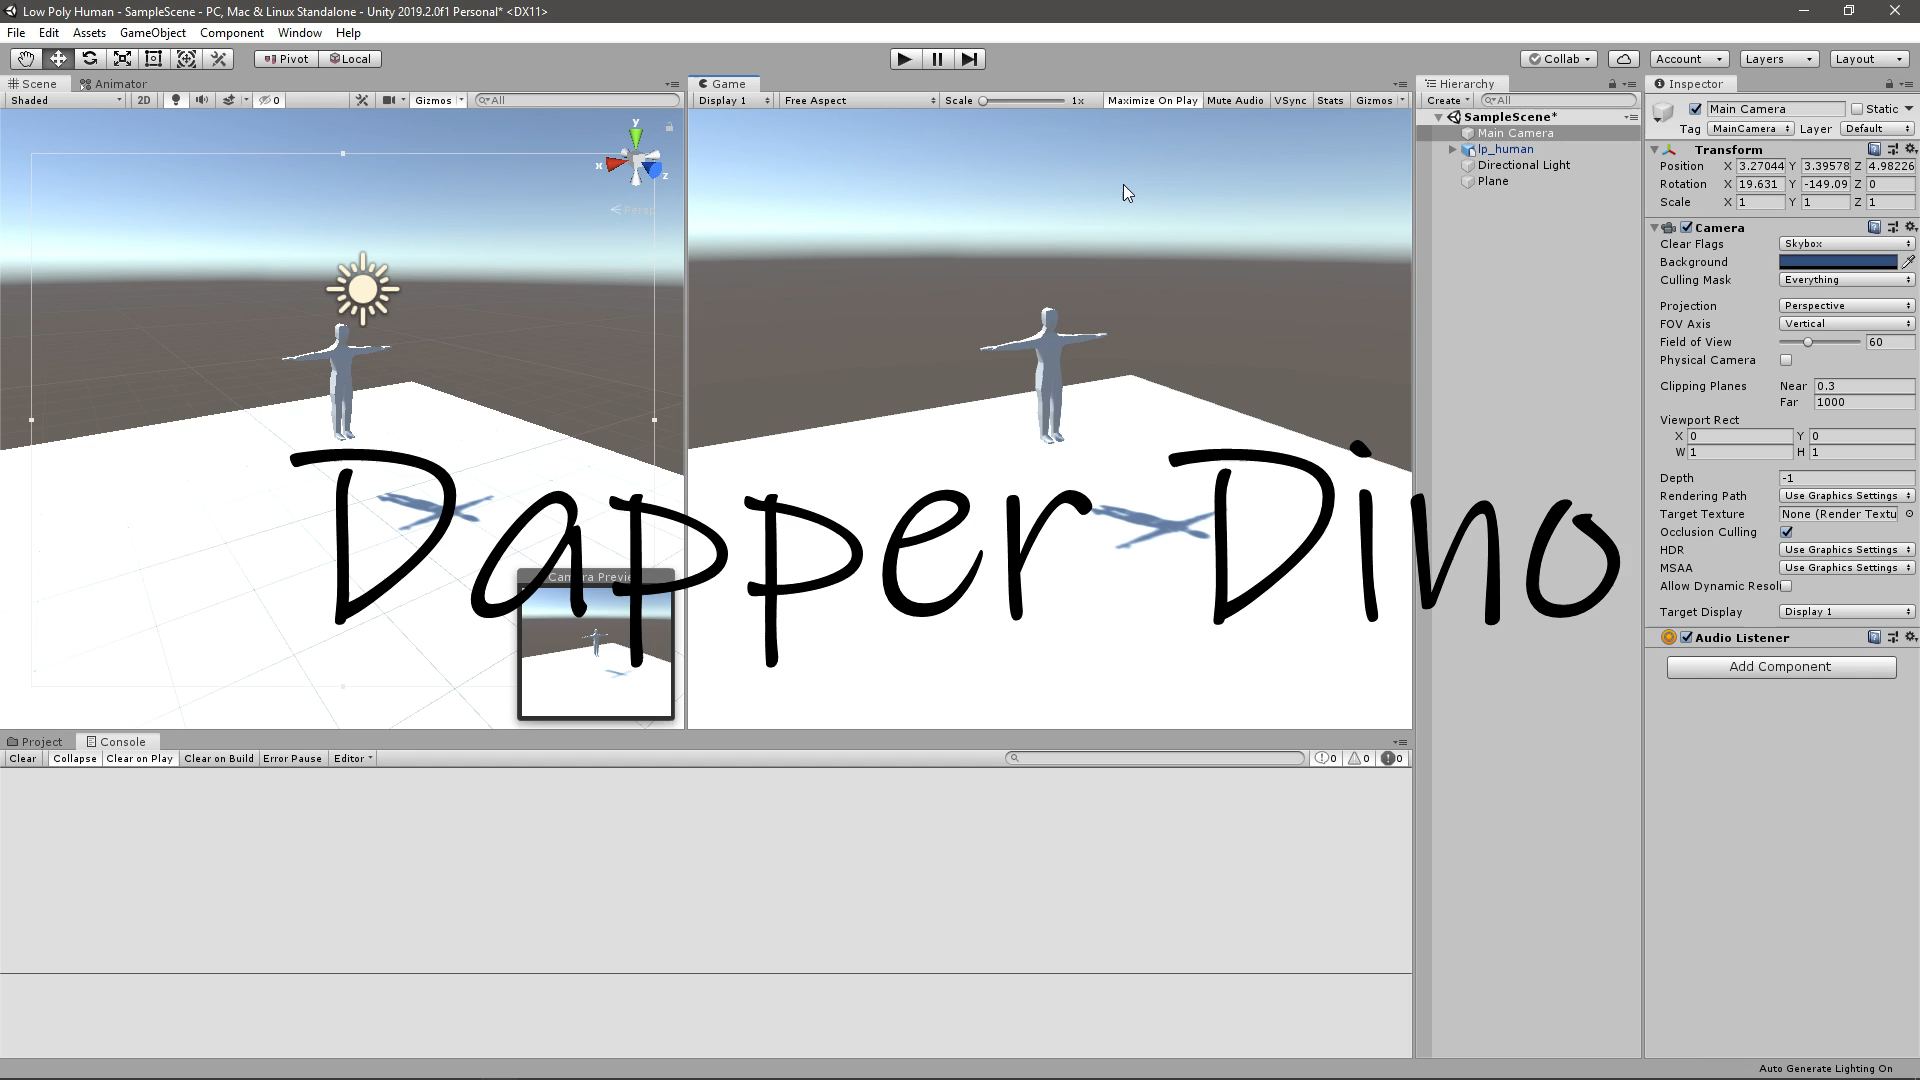 Low Poly Human - SampleScene - PC, Mac & Linux Standalone - Unity 2019.2.0f1 Personal* <DX11>
File Edit Assets GameObject Component Window Help
Pivot Local Collab Account Layers Layout
Scene Animator
Shaded 2D 0 Gizmos All
Game
Display 1 Free Aspect Scale 1x Maximize On Play Mute Audio VSync Stats Gizmos
y
x
z
Persp
Camera Previe
Hierarchy
Create All
SampleScene*
Main Camera
lp_human
Directional Light
Plane
Inspector
Main Camera Static
Tag MainCamera Layer Default
Transform
Position X 3.27044 Y 3.39578 Z 4.98226
Rotation X 19.631 Y -149.09 Z 0
Scale X 1 Y 1 Z 1
Camera
Clear Flags Skybox
Background
Culling Mask Everything
Projection Perspective
FOV Axis Vertical
Field of View 60
Physical Camera
Clipping Planes Near 0.3
Far 1000
Viewport Rect
X 0 Y 0
W 1 H 1
Depth -1
Rendering Path Use Graphics Settings
Target Texture None (Render Textu
Occlusion Culling
HDR Use Graphics Settings
MSAA Use Graphics Settings
Allow Dynamic Resol
Target Display Display 1
Audio Listener
Add Component
Dapper Dino
Project Console
Clear Collapse Clear on Play Clear on Build Error Pause Editor 0 0 0
Auto Generate Lighting On